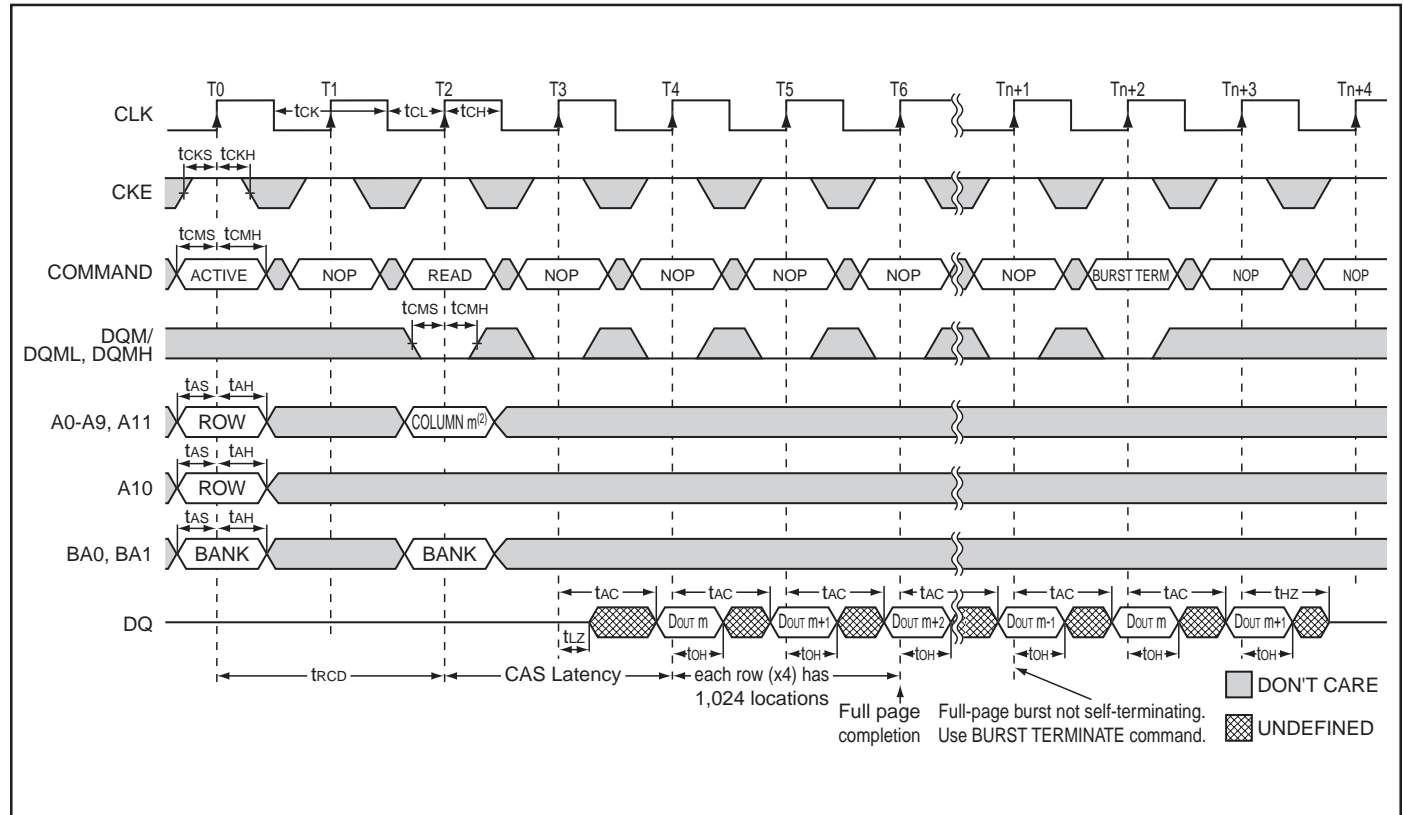 T0 T1 T2 T3 T4 T5 T6 Tn+1 Tn+2 Tn+3 Tn+4
CLK tCK tCL tCH
tCKS tCKH
CKE
tCMS tCMH
COMMAND ACTIVE NOP READ NOP NOP NOP NOP NOP BURST TERM NOP NOP
tCMS tCMH
DQM/
DQML, DQMH
tAS tAH
A0-A9, A11 ROW COLUMN m(2)
tAS tAH
A10 ROW
tAS tAH
BA0, BA1 BANK BANK
tAC tAC tAC tAC tAC tAC tHZ
DQ DOUT m DOUT m+1 DOUT m+2 DOUT m-1 DOUT m DOUT m+1
tLZ tOH tOH tOH tOH tOH tOH
tRCD CAS Latency each row (x4) has
1,024 locations
Full page
completion
Full-page burst not self-terminating.
Use BURST TERMINATE command.
DON'T CARE
UNDEFINED